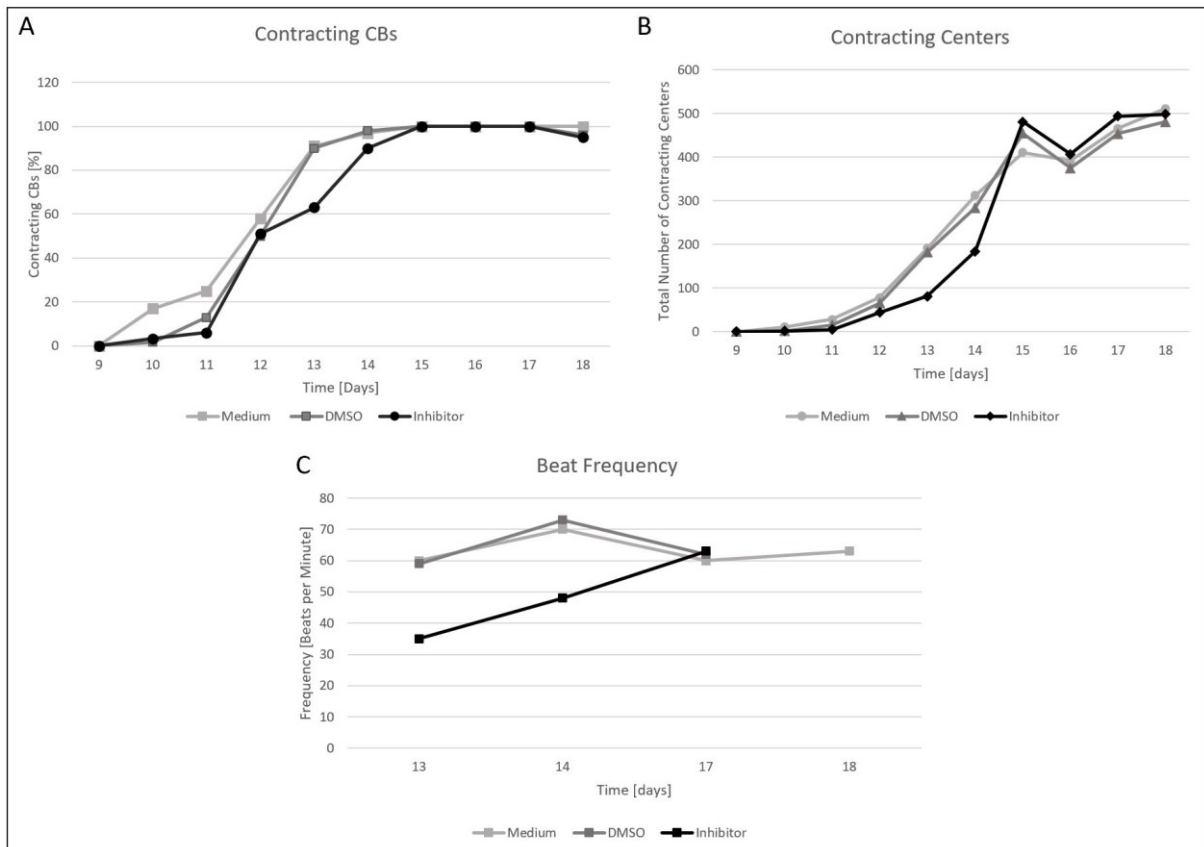 A
Contracting CBs
Contracting CBs [%]
120
100
80
60
40
20
0
9 10 11 12 13 14 15 16 17 18
Time [Days]
Medium DMSO Inhibitor
B
Contracting Centers
Total Number of Contracting Centers
600
500
400
300
200
100
0
9 10 11 12 13 14 15 16 17 18
Time [days]
Medium DMSO Inhibitor
C
Beat Frequency
Frequency [Beats per Minute]
80
70
60
50
40
30
20
10
0
13 14 17 18
Time [days]
Medium DMSO Inhibitor